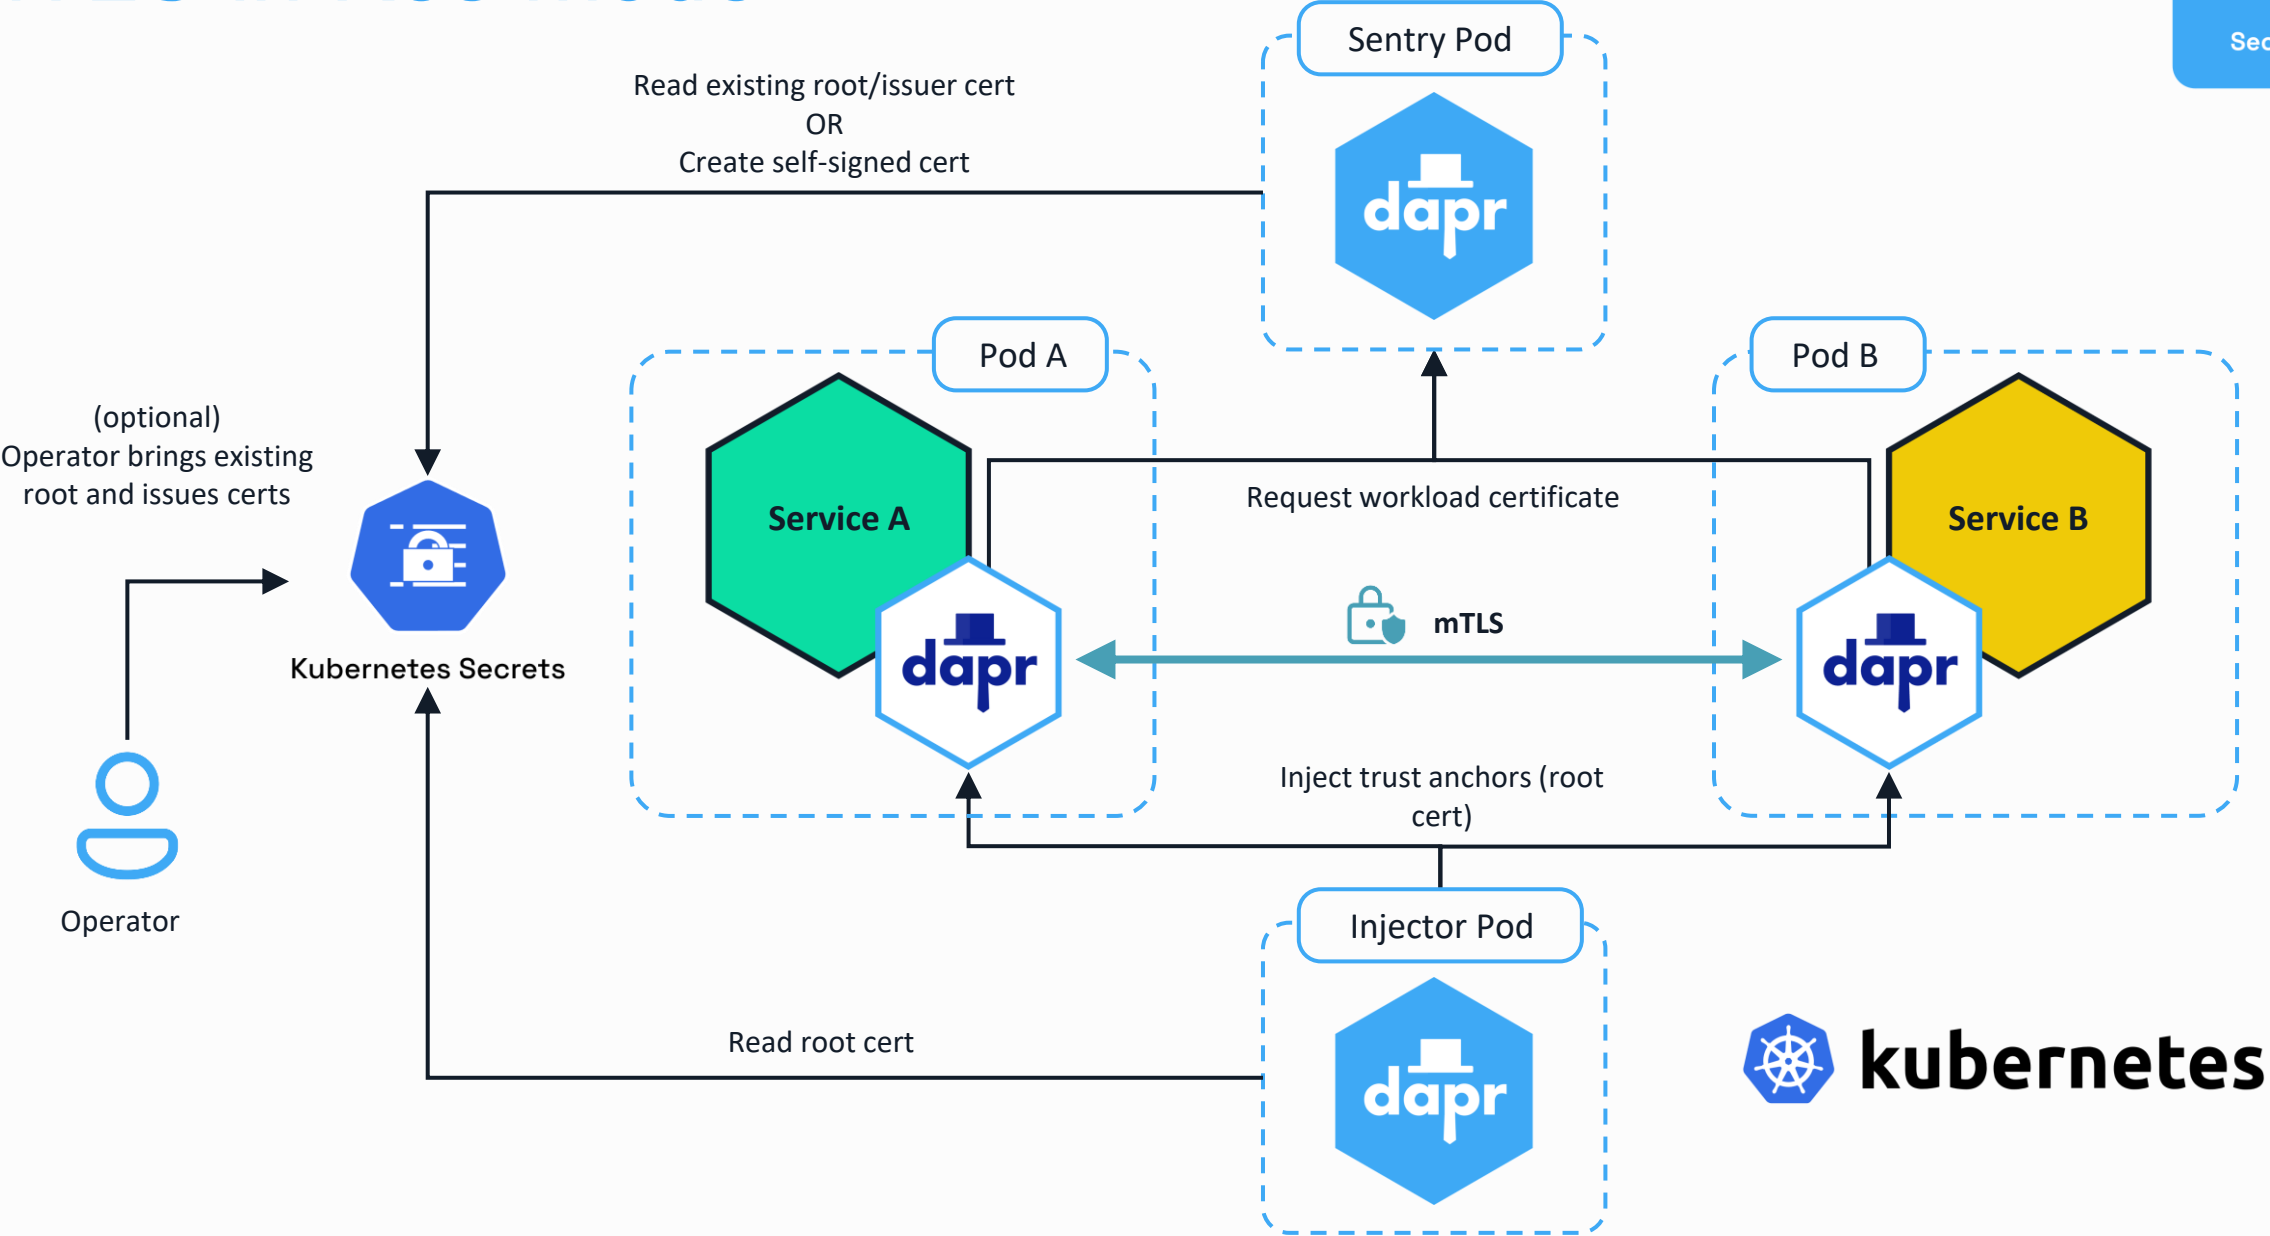 Sentry Pod
Sec
Read existing root/issuer cert
OR
Create self-signed cert
dapr
Pod A
Pod B
(optional)
Operator brings existing
root and issues certs
Service A
Request workload certificate
Service B
mTLS
dapr
dapr
Kubernetes Secrets
Inject trust anchors (root
cert)
Operator
Injector Pod
Read root cert
dapr
kubernetes